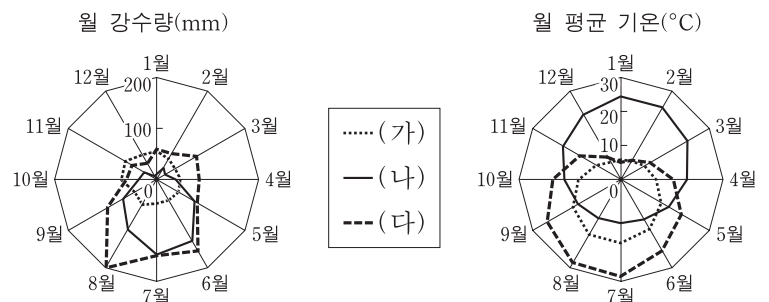 월 강수량(mm)
1월
2월
3월
4월
5월
6월
7월
8월
9월
10월
11월
12월
200
100
0
(가)
(나)
(다)
월 평균 기온(°C)
1월
2월
3월
4월
5월
6월
7월
8월
9월
10월
11월
12월
30
20
10
0